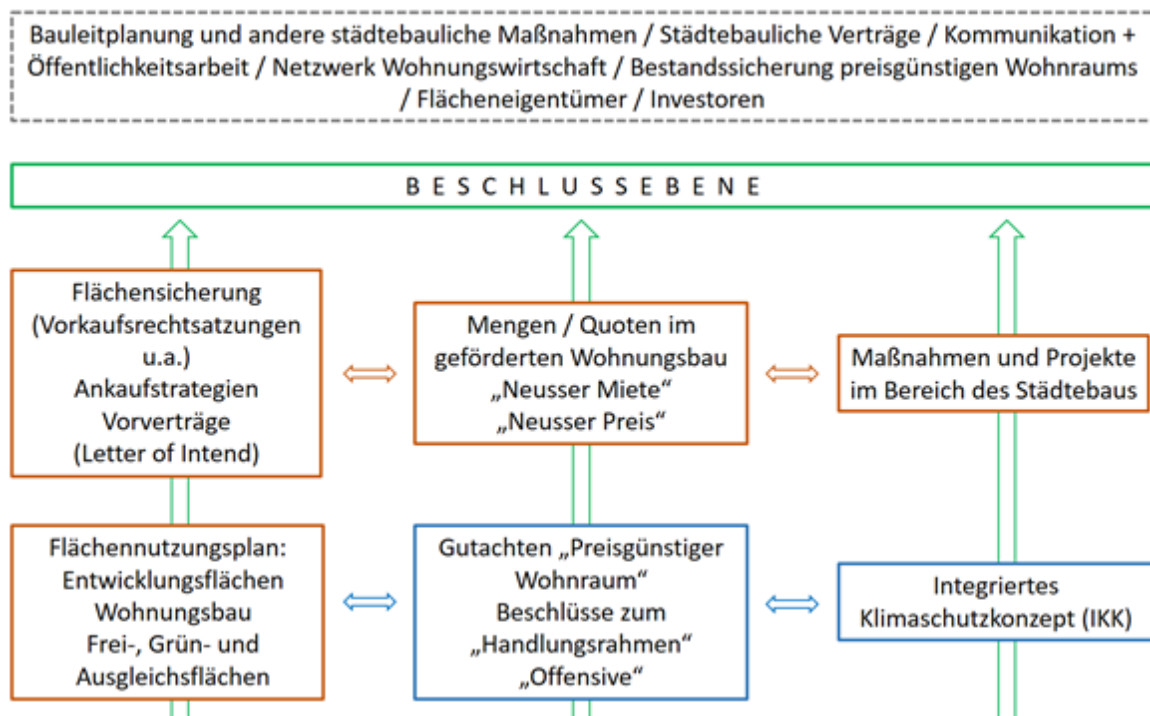 Bauleitplanung und andere städtebauliche Maßnahmen / Städtebauliche Verträge / Kommunikation +
Öffentlichkeitsarbeit / Netzwerk Wohnungswirtschaft / Bestandssicherung preisgünstigen Wohnraums
/ Flächeneigentümer / Investoren
B E S C H L U S S E B E N E
Flächensicherung
(Vorkaufsrechtsatzungen
u.a.)
Ankaufstrategien
Vorverträge
(Letter of Intend)
Mengen / Quoten im
geförderten Wohnungsbau
„Neusser Miete“
„Neusser Preis“
Maßnahmen und Projekte
im Bereich des Städtebaus
Flächennutzungsplan:
Entwicklungsflächen
Wohnungsbau
Frei-, Grün- und
Ausgleichsflächen
Gutachten „Preisgünstiger
Wohnraum“
Beschlüsse zum
„Handlungsrahmen“
„Offensive“
Integriertes
Klimaschutzkonzept (IKK)